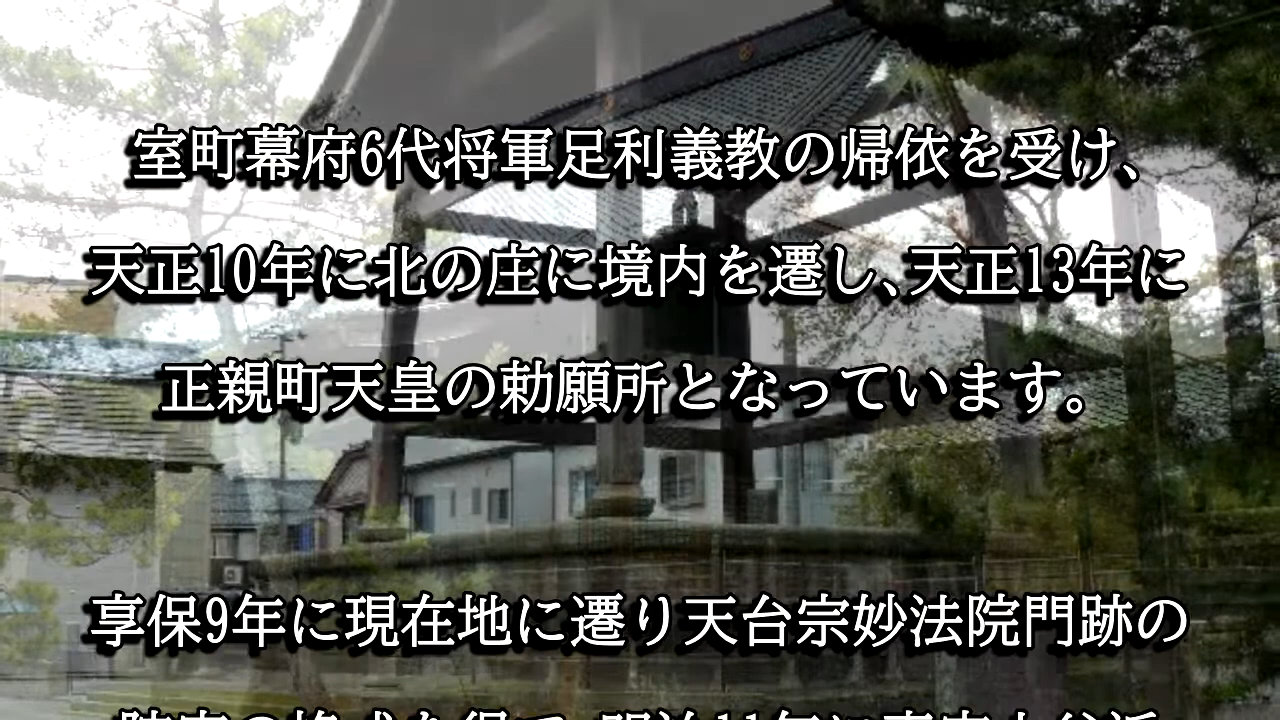 室町幕府6代将軍足利義教の帰依を受け、
天正10年に北の庄に境内を遷し、天正13年に
正親町天皇の勅願所となっています。
享保9年に現在地に遷り天台宗妙法院門跡の